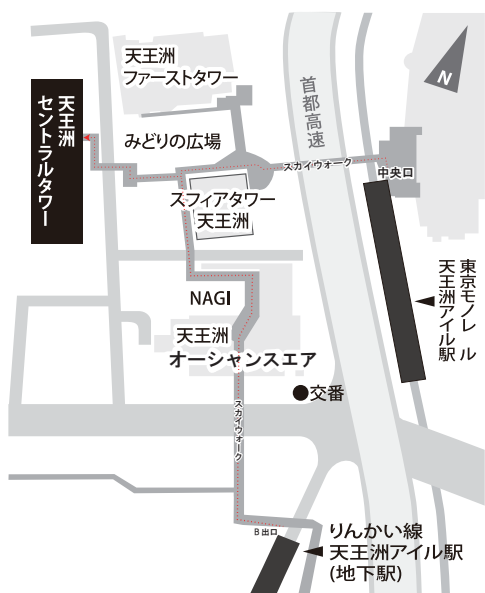 天王洲
ファーストタワー
天王洲
セントラルタワー
みどりの広場
首都高速
N
スカイウォーク
中央口
スフィアタワー
天王洲
東京モノレール
天王洲アイル駅
NAGI
天王洲
オーシャンスエア
●交番
スカイウォーク
B出口
りんかい線
天王洲アイル駅
(地下駅)